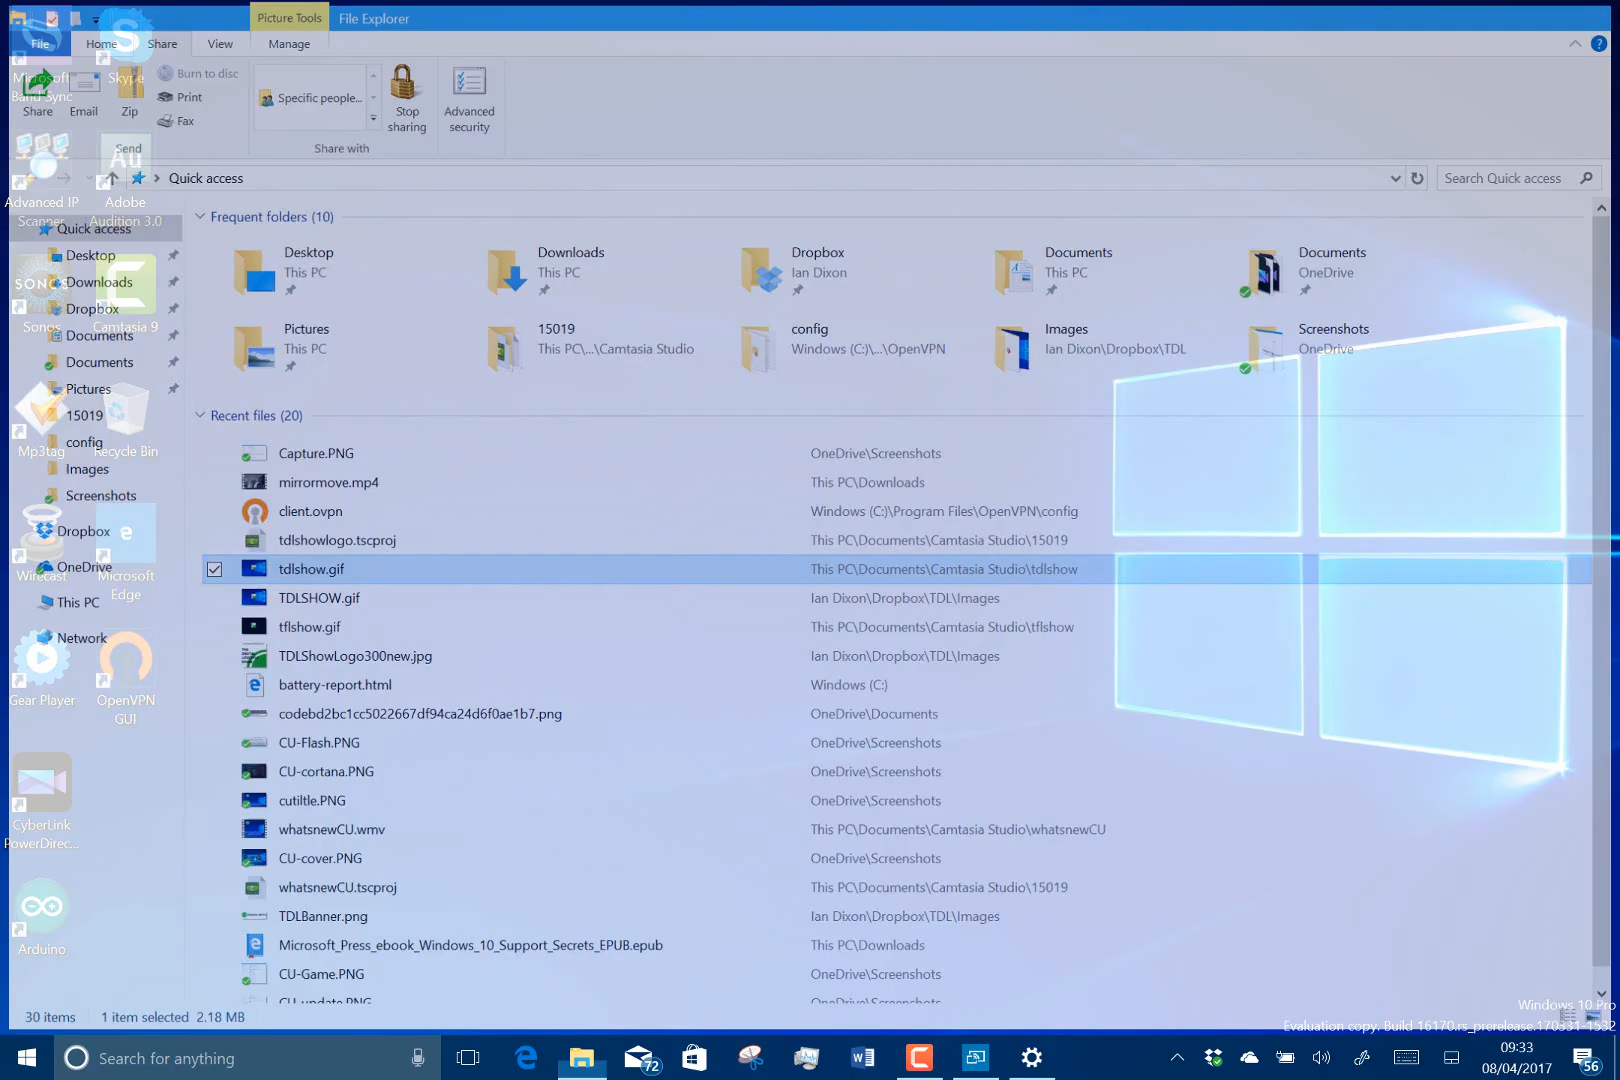 Picture Tools
File Explorer
File
Home
Share
View
Manage
Microsoft
Band Sync
Skype
Share
Email
Zip
Burn to disc
Print
Fax
Send
Specific people...
Stop
sharing
Advanced
security
Share with
Quick access
Search Quick access
Advanced IP
Scanner
Au
Adobe
Audition 3.0
Quick access
Desktop
Downloads
Dropbox
Documents
Documents
Pictures
15019
config
Images
Screenshots
Dropbox
OneDrive
This PC
Network
SONOS
Sonos
Camtasia 9
Mp3tag
Recycle Bin
Wirecast
Microsoft
Edge
Gear Player
OpenVPN
GUI
CyberLink
PowerDirec...
Arduino
Frequent folders (10)
Desktop
This PC
Downloads
This PC
Dropbox
Ian Dixon
Documents
This PC
Documents
OneDrive
Pictures
This PC
15019
This PC\...\Camtasia Studio
config
Windows (C:)\...\OpenVPN
Images
Ian Dixon\Dropbox\TDL
Screenshots
OneDrive
Recent files (20)
Capture.PNG OneDrive\Screenshots
mirrormove.mp4 This PC\Downloads
client.ovpn Windows (C:)\Program Files\OpenVPN\config
tdlshowlogo.tscproj This PC\Documents\Camtasia Studio\15019
tdlshow.gif This PC\Documents\Camtasia Studio\tdlshow
TDLSHOW.gif Ian Dixon\Dropbox\TDL\Images
tflshow.gif This PC\Documents\Camtasia Studio\tflshow
TDLShowLogo300new.jpg Ian Dixon\Dropbox\TDL\Images
battery-report.html Windows (C:)
codebd2bc1cc5022667df94ca24d6f0ae1b7.png OneDrive\Documents
CU-Flash.PNG OneDrive\Screenshots
CU-cortana.PNG OneDrive\Screenshots
cutiltle.PNG OneDrive\Screenshots
whatsnewCU.wmv This PC\Documents\Camtasia Studio\whatsnewCU
CU-cover.PNG OneDrive\Screenshots
whatsnewCU.tscproj This PC\Documents\Camtasia Studio\15019
TDLBanner.png Ian Dixon\Dropbox\TDL\Images
Microsoft_Press_ebook_Windows_10_Support_Secrets_EPUB.epub This PC\Downloads
CU-Game.PNG OneDrive\Screenshots
CU-update.PNG OneDrive\Screenshots
30 items 1 item selected 2.18 MB
Windows 10 Pro
Evaluation copy. Build 16170.rs_prerelease.170331-1532
Search for anything
72
09:33
08/04/2017
56